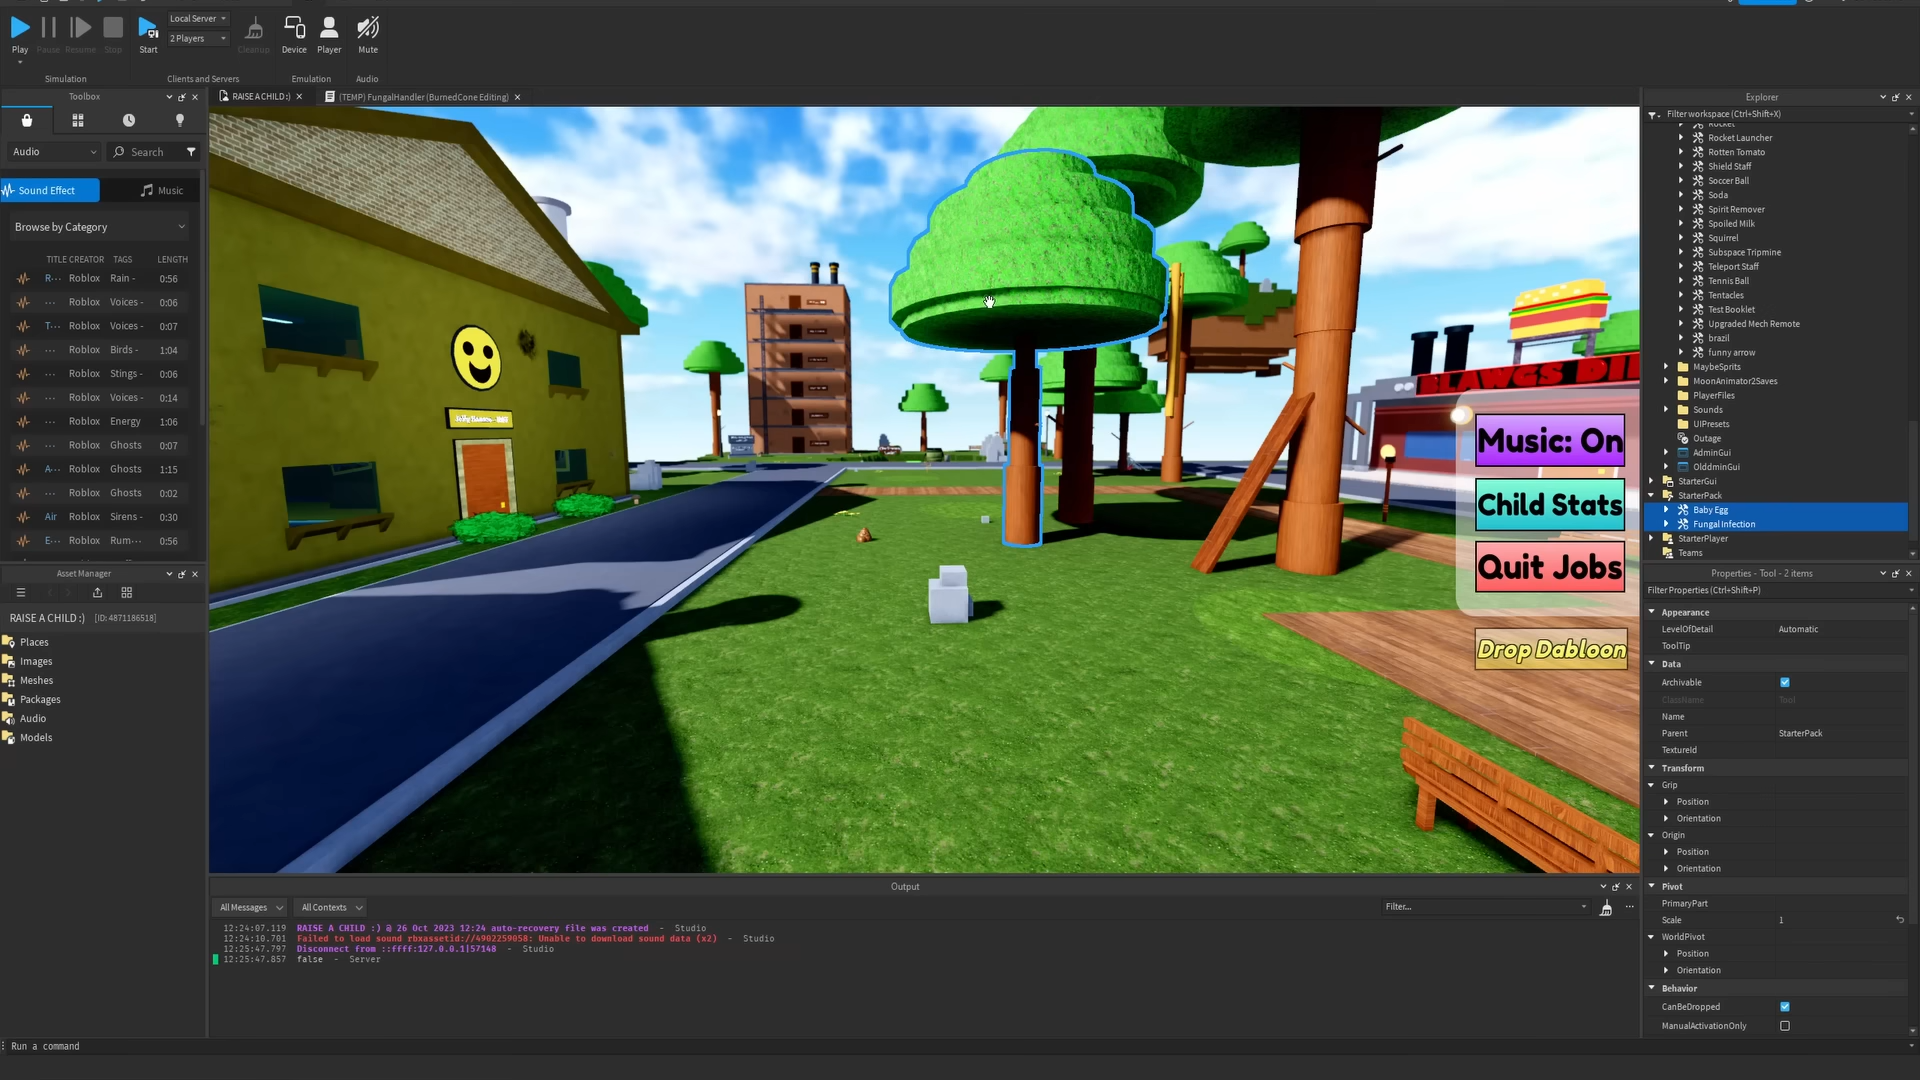 Play
Pause
Resume
Stop
Simulation
Start
Local Server
2 Players
Cleanup
Clients and Servers
Device
Player
Emulation
Mute
Audio
Toolbox
Audio
Search
Sound Effect
Music
Browse by Category
TITLE CREATOR TAGS LENGTH
R... Roblox Rain - 0:56
... Roblox Voices - 0:06
T... Roblox Voices - 0:07
... Roblox Birds - 1:04
... Roblox Stings - 0:06
... Roblox Voices - 0:14
... Roblox Energy 1:06
... Roblox Ghosts 0:07
A... Roblox Ghosts 1:15
... Roblox Ghosts 0:02
Air Roblox Sirens - 0:30
E... Roblox Rum... 0:56
Asset Manager
RAISE A CHILD :) [ID:4871186518]
Places
Images
Meshes
Packages
Audio
Models
RAISE A CHILD :)
(TEMP) FungalHandler (BurnedCone Editing)
BLAWGS DI
Music: On
Child Stats
Quit Jobs
Drop Dabloon
Output
All Messages
All Contexts
Filter...
12:24:07.119 RAISE A CHILD :) @ 26 Oct 2023 12:24 auto-recovery file was created - Studio
12:24:10.701 Failed to load sound rbxassetid://4902259058: Unable to download sound data (x2) - Studio
12:25:47.797 Disconnect from ::ffff:127.0.0.1|57148 - Studio
12:25:47.857 false - Server
Run a command
Explorer
Filter workspace (Ctrl+Shift+X)
Rocket
Rocket Launcher
Rotten Tomato
Shield Staff
Soccer Ball
Soda
Spirit Remover
Spoiled Milk
Squirrel
Subspace Tripmine
Teleport Staff
Tennis Ball
Tentacles
Test Booklet
Upgraded Mech Remote
brazil
funny arrow
MaybeSprits
MoonAnimator2Saves
PlayerFiles
Sounds
UIPresets
Outage
AdminGui
OlddminGui
StarterGui
StarterPack
Baby Egg
Fungal Infection
StarterPlayer
Teams
Properties - Tool - 2 items
Filter Properties (Ctrl+Shift+P)
Appearance
LevelOfDetail Automatic
ToolTip
Data
Archivable
ClassName Tool
Name
Parent StarterPack
TextureId
Transform
Grip
Position
Orientation
Origin
Position
Orientation
Pivot
PrimaryPart
Scale 1
WorldPivot
Position
Orientation
Behavior
CanBeDropped
ManualActivationOnly